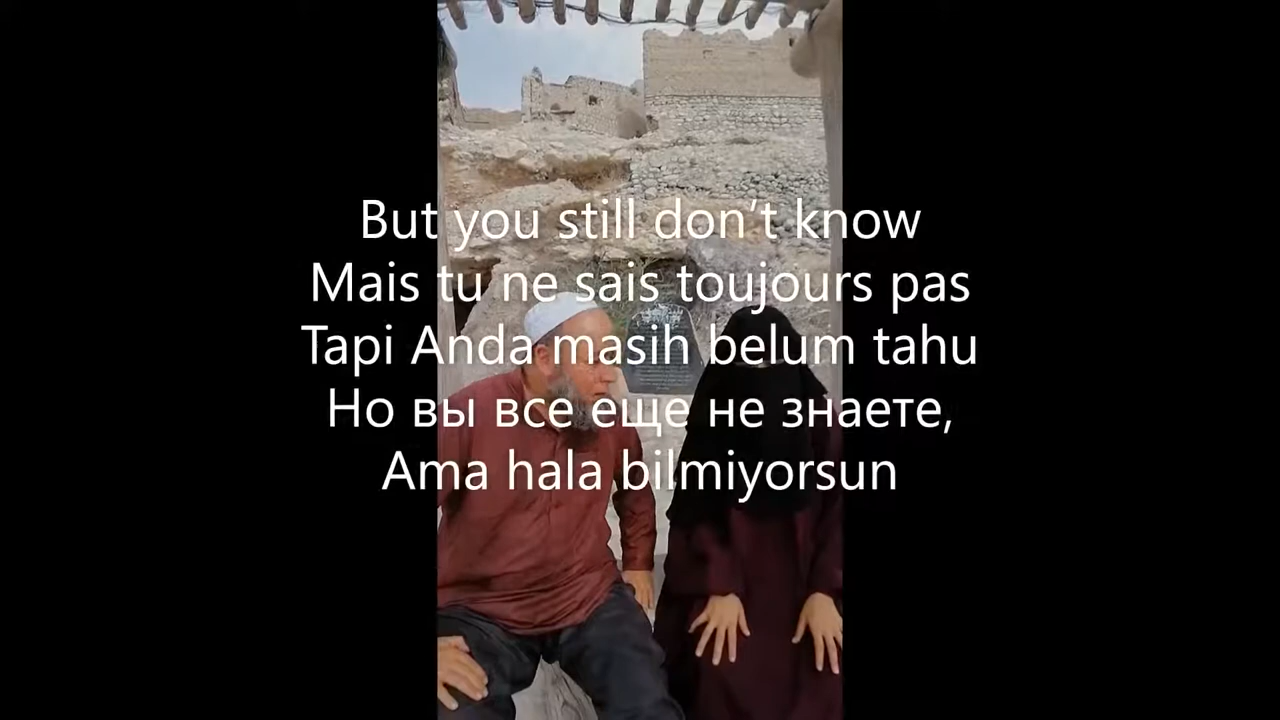 But you still don’t know
Mais tu ne sais toujours pas
Tapi Anda masih belum tahu
Но вы все еще не знаете,
Ama hala bilmiyorsun